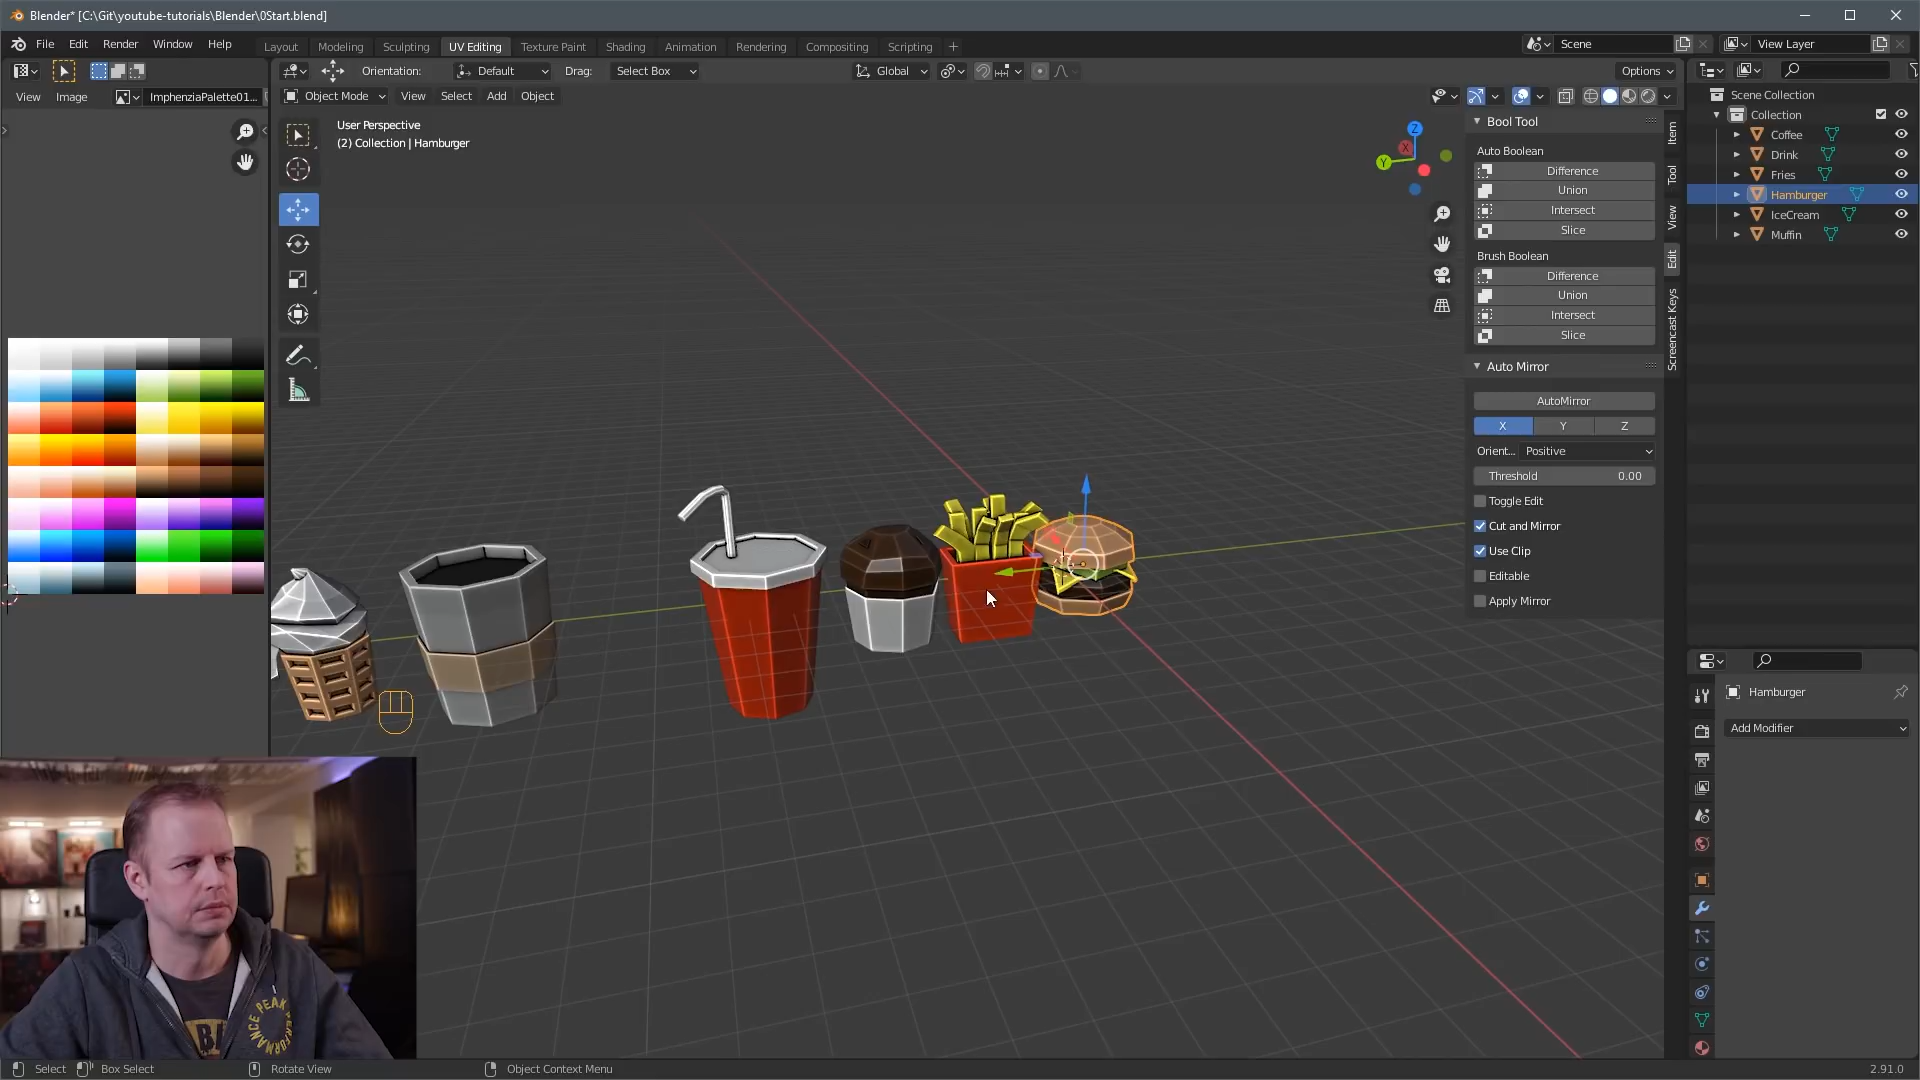 Blender* [C:\Git\youtube-tutorials\Blender\0Start.blend]
File Edit Render Window Help
Layout Modeling Sculpting UV Editing Texture Paint Shading Animation Rendering Compositing Scripting +
Scene View Layer
Orientation: Default Drag: Select Box Global Options
View Image ImphenziaPalette01...
Object Mode View Select Add Object
User Perspective
(2) Collection | Hamburger
Z
X
Y
Bool Tool
Auto Boolean
Difference
Union
Intersect
Slice
Brush Boolean
Difference
Union
Intersect
Slice
Auto Mirror
AutoMirror
X Y Z
Orient... Positive
Threshold 0.00
Toggle Edit
Cut and Mirror
Use Clip
Editable
Apply Mirror
Item
Tool
View
Edit
Screencast Keys
Scene Collection
Collection
Coffee
Drink
Fries
Hamburger
IceCream
Muffin
Hamburger
Add Modifier
PEAK
PERFORMANCE
Select Box Select Rotate View Object Context Menu 2.91.0